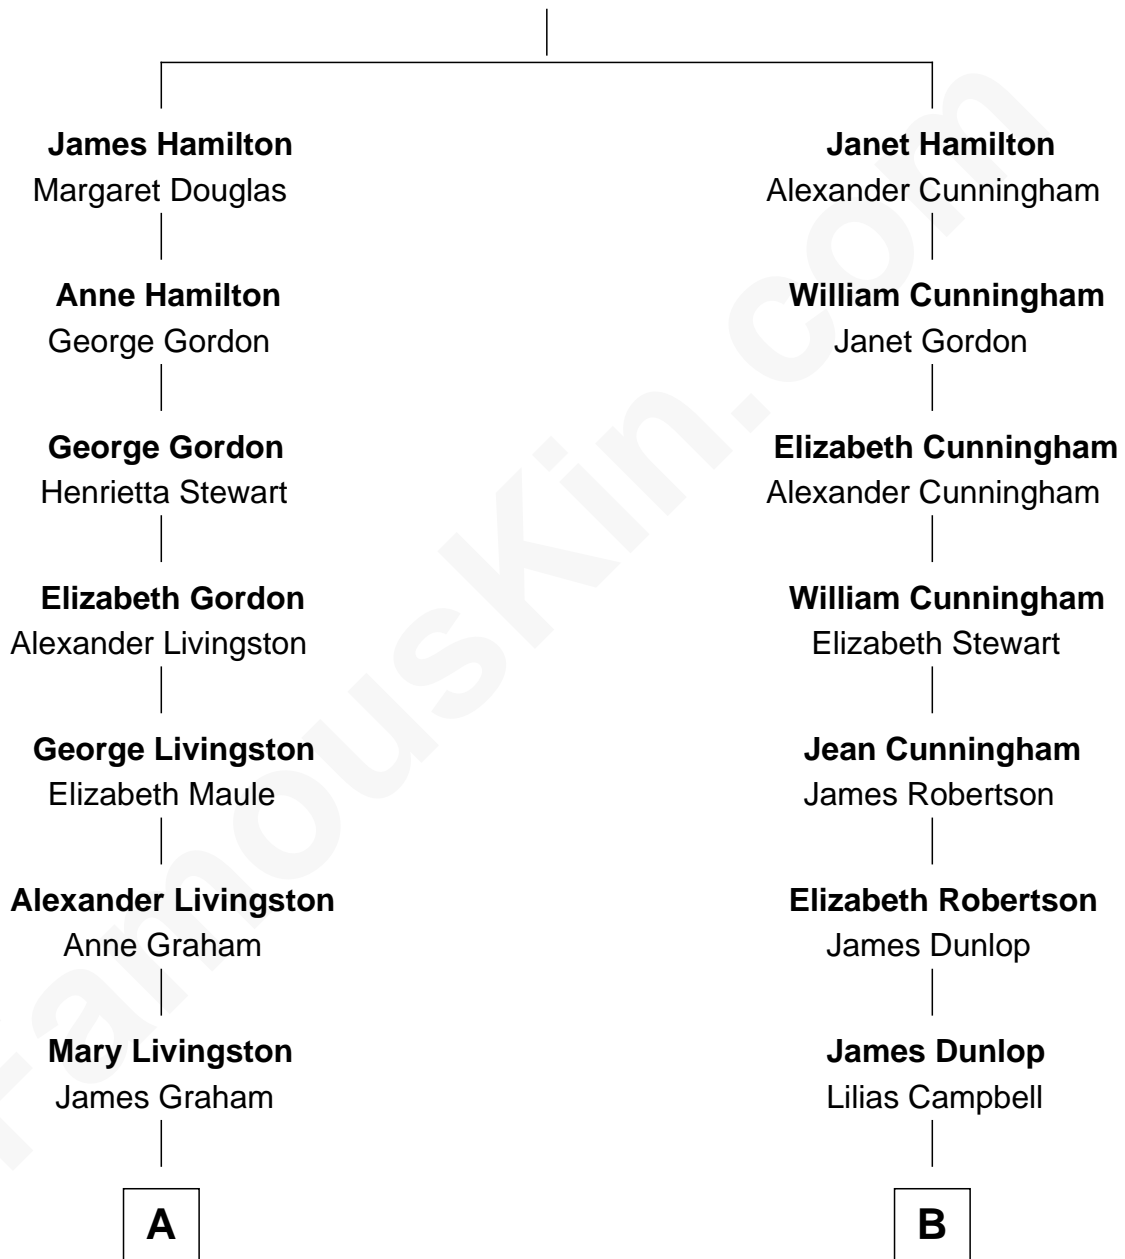 James Hamilton
Margaret Douglas
Anne Hamilton
George Gordon
George Gordon
Henrietta Stewart
Elizabeth Gordon
Alexander Livingston
George Livingston
Elizabeth Maule
Alexander Livingston
Anne Graham
Mary Livingston
James Graham
A
Janet Hamilton
Alexander Cunningham
William Cunningham
Janet Gordon
Elizabeth Cunningham
Alexander Cunningham
William Cunningham
Elizabeth Stewart
Jean Cunningham
James Robertson
Elizabeth Robertson
James Dunlop
James Dunlop
Lilias Campbell
B
FamousKin.com